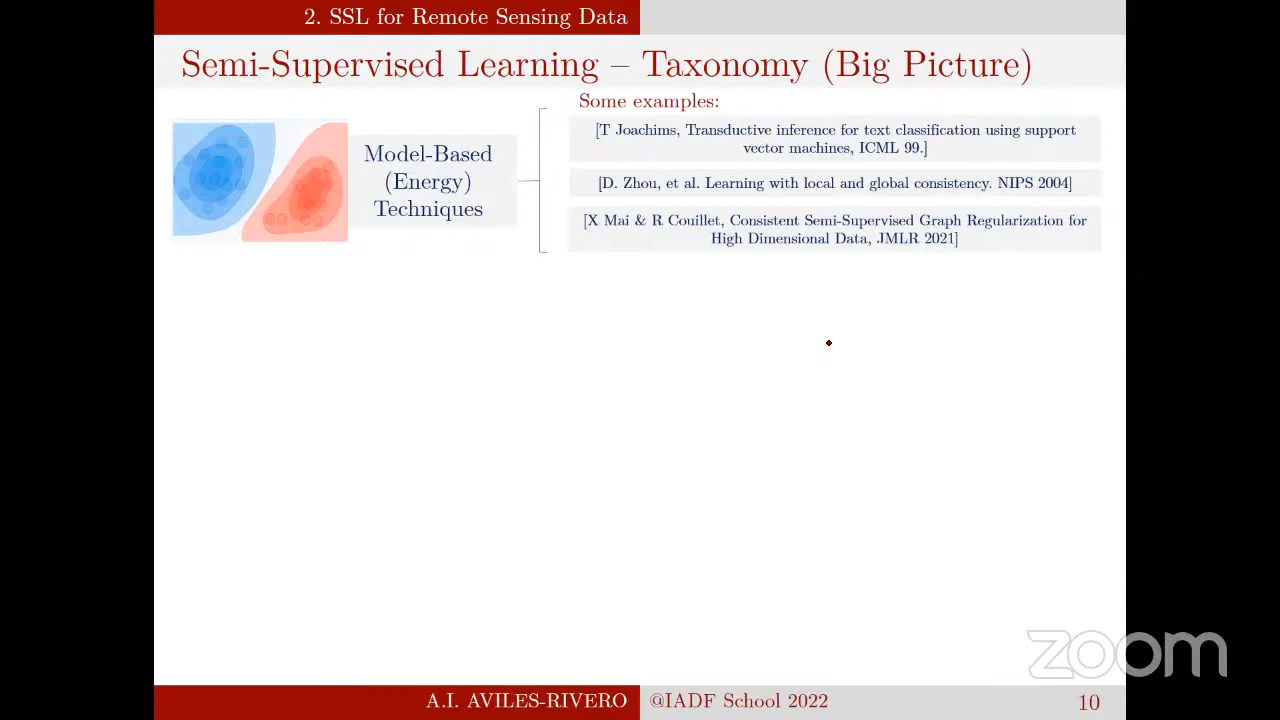 2. SSL for Remote Sensing Data
Semi-Supervised Learning – Taxonomy (Big Picture)
Some examples:
Model-Based
(Energy)
Techniques
[T Joachims, Transductive inference for text classification using support
vector machines, ICML 99.]
[D. Zhou, et al. Learning with local and global consistency. NIPS 2004]
[X Mai & R Couillet, Consistent Semi-Supervised Graph Regularization for
High Dimensional Data, JMLR 2021]
zoom
A.I. AVILES-RIVERO
@IADF School 2022
10